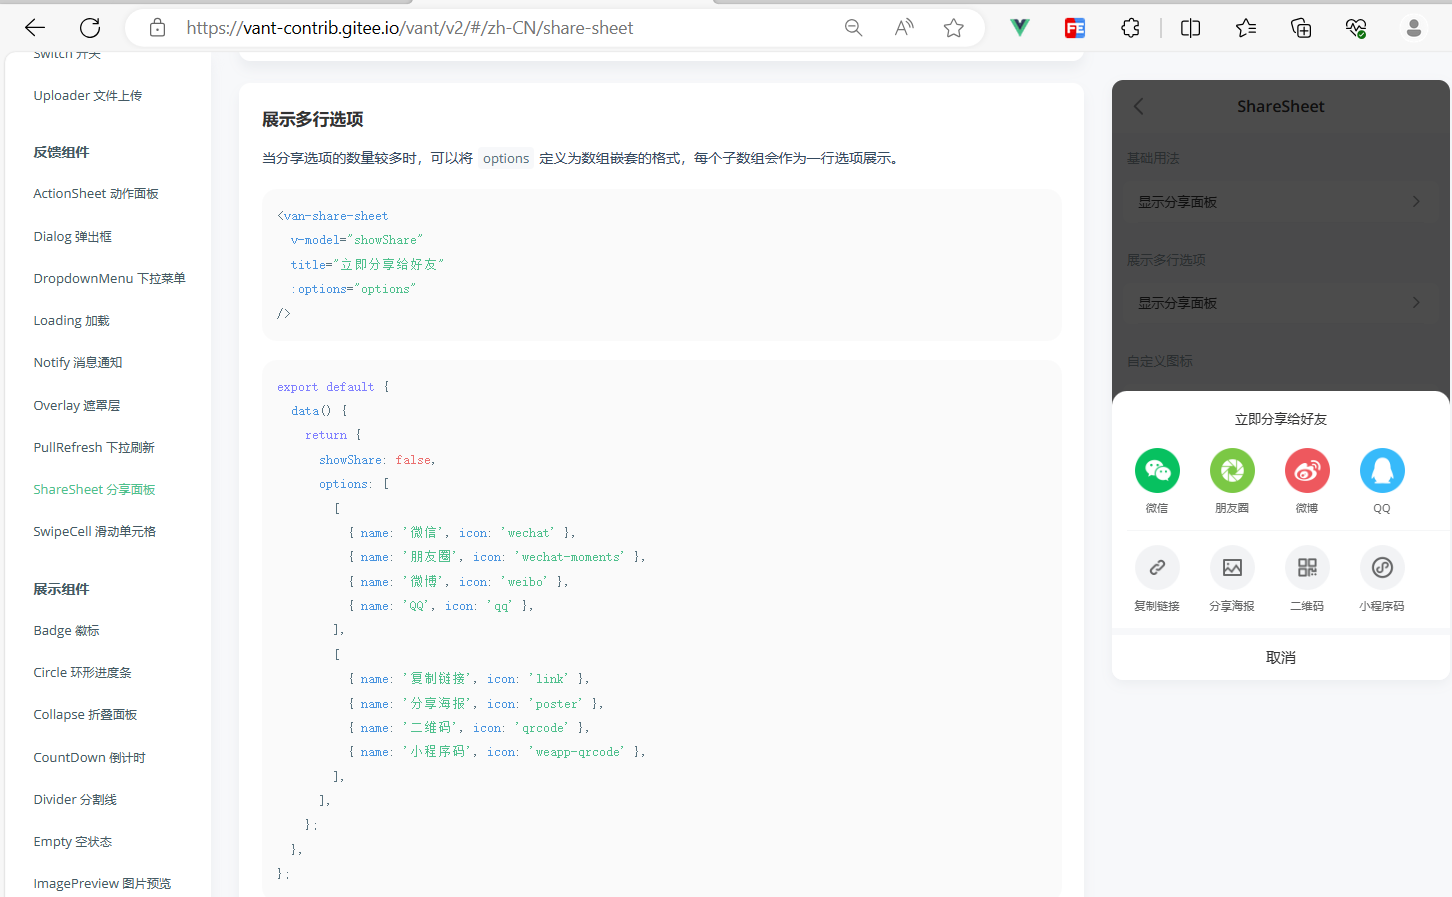 https://vant-contrib.gitee.io/vant/v2/#/zh-CN/share-sheet
Switch 开关
Uploader 文件上传
反馈组件
ActionSheet 动作面板
Dialog 弹出框
DropdownMenu 下拉菜单
Loading 加载
Notify 消息通知
Overlay 遮罩层
PullRefresh 下拉刷新
ShareSheet 分享面板
SwipeCell 滑动单元格
展示组件
Badge 徽标
Circle 环形进度条
Collapse 折叠面板
CountDown 倒计时
Divider 分割线
Empty 空状态
ImagePreview 图片预览
展示多行选项
当分享选项的数量较多时，可以将 options 定义为数组嵌套的格式，每个子数组会作为一行选项展示。
<van-share-sheet
  v-model="showShare"
  title="立即分享给好友"
  :options="options"
/>
export default {
  data() {
    return {
      showShare: false,
      options: [
        [
          { name: '微信', icon: 'wechat' },
          { name: '朋友圈', icon: 'wechat-moments' },
          { name: '微博', icon: 'weibo' },
          { name: 'QQ', icon: 'qq' },
        ],
        [
          { name: '复制链接', icon: 'link' },
          { name: '分享海报', icon: 'poster' },
          { name: '二维码', icon: 'qrcode' },
          { name: '小程序码', icon: 'weapp-qrcode' },
        ],
      ],
    };
  },
};
ShareSheet
基础用法
显示分享面板
展示多行选项
显示分享面板
自定义图标
立即分享给好友
微信 朋友圈 微博 QQ
复制链接 分享海报 二维码 小程序码
取消